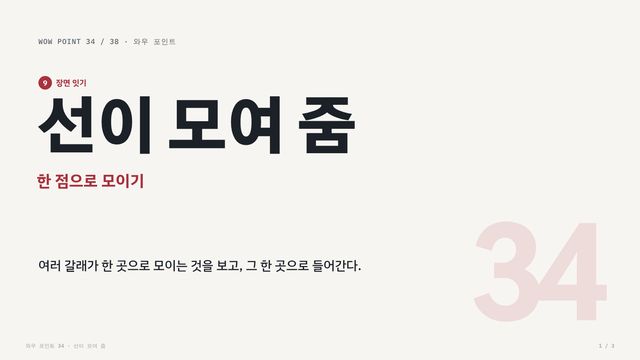 WOW POINT 34 / 38 · 와우 포인트
9 장면 잇기
선이 모여 줌
한 점으로 모이기
여러 갈래가 한 곳으로 모이는 것을 보고, 그 한 곳으로 들어간다.
34
와우 포인트 34 · 선이 모여 줌
1 / 3